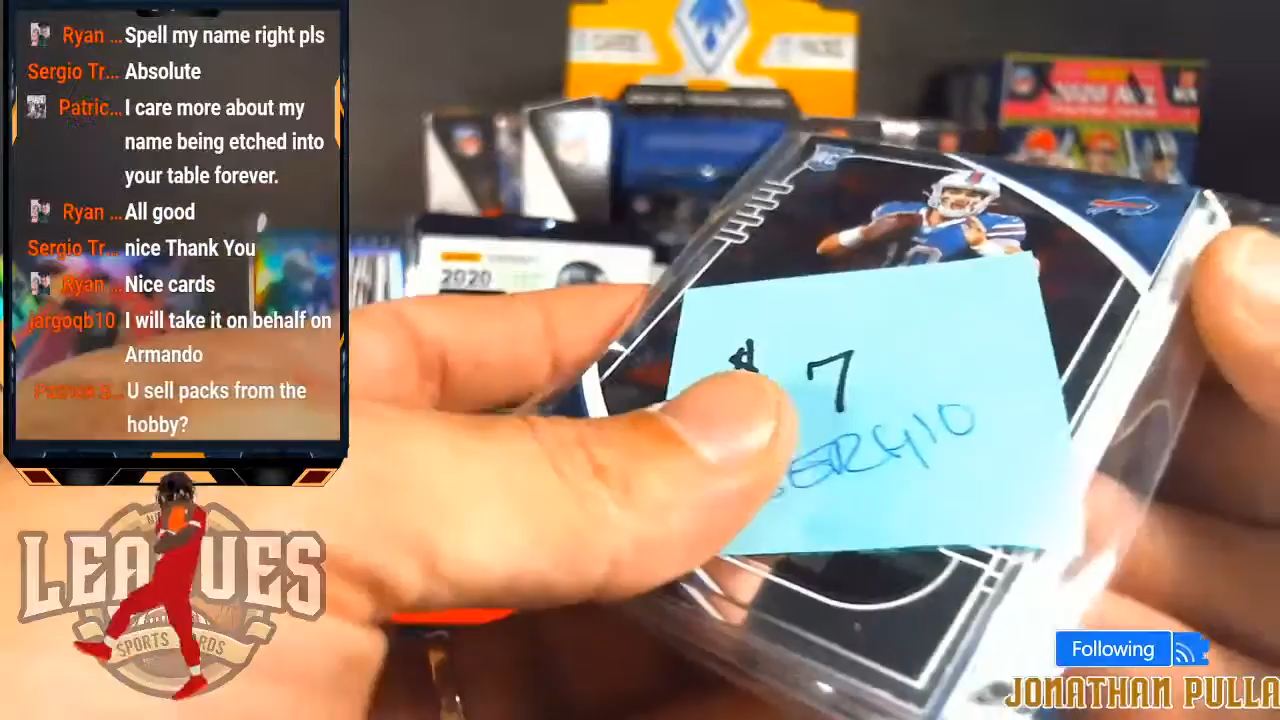 Ryan ... Spell my name right pls
Sergio Tr... Absolute
Patric... I care more about my
name being etched into
your table forever.
Ryan ... All good
Sergio Tr... nice Thank You
Ryan ... Nice cards
jargoqb10 I will take it on behalf on
Armando
U sell packs from the
hobby?
RC
2020
$7
SERGIO
LEAGUES
SPORTS CARDS
Following
JONATHAN PULLA